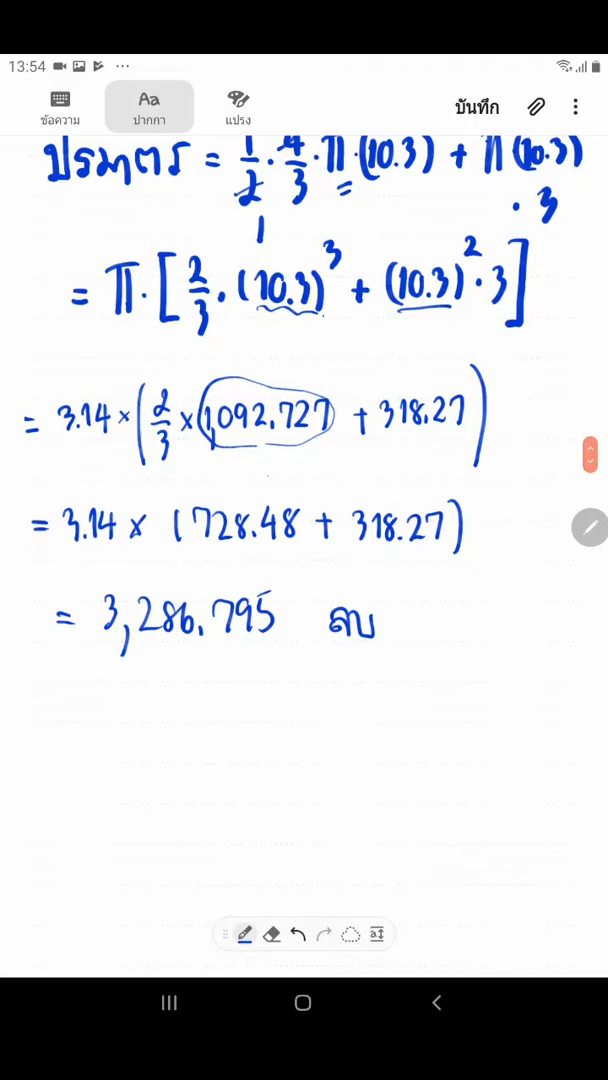 13:54
ข้อความ ปากกา แปรง บันทึก
ปริมาตร = 1/2 · 4/3 · π · (10.3) + π (10.3)
1 = · 3
= π · [ 2/3 · (10.3)³ + (10.3)² · 3 ]
= 3.14 × ( 2/3 × (1,092.727) + 318.27 )
= 3.14 × ( 728.48 + 318.27 )
= 3,286.795 ลบ